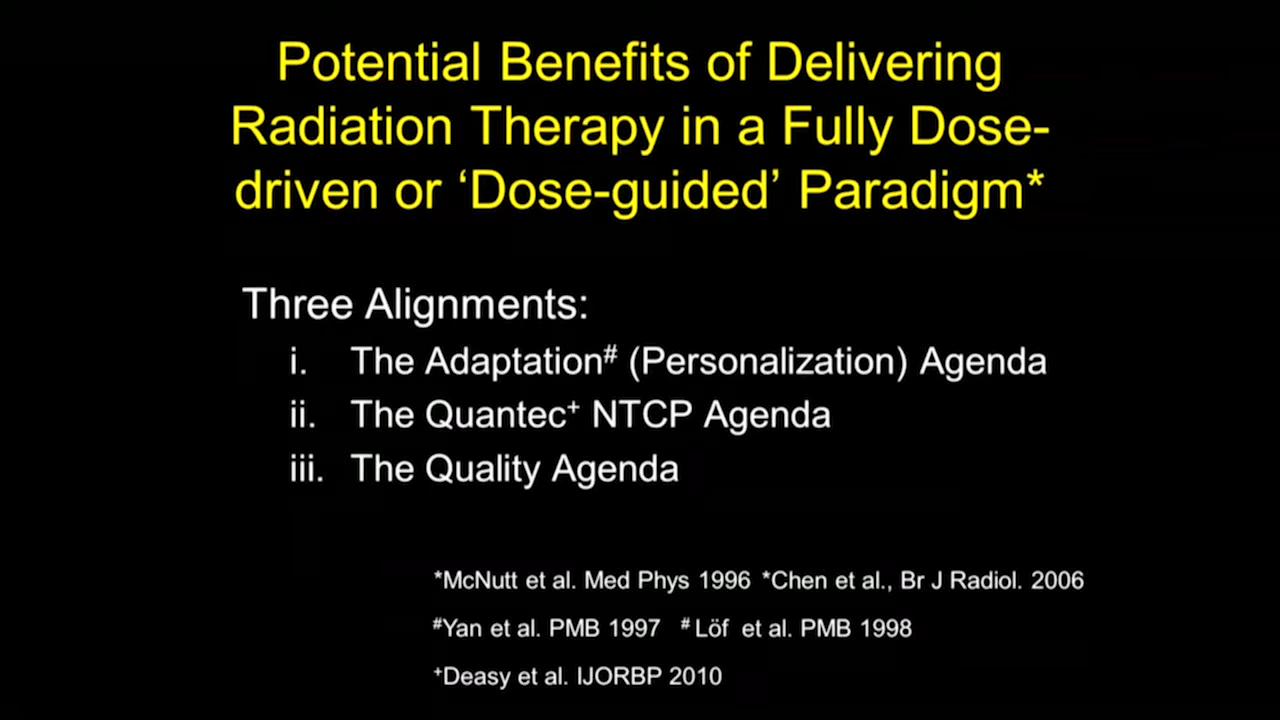 Potential Benefits of Delivering
Radiation Therapy in a Fully Dose-
driven or ‘Dose-guided’ Paradigm*
Three Alignments:
i. The Adaptation# (Personalization) Agenda
ii. The Quantec+ NTCP Agenda
iii. The Quality Agenda
*McNutt et al. Med Phys 1996 *Chen et al., Br J Radiol. 2006
#Yan et al. PMB 1997 # Löf et al. PMB 1998
+Deasy et al. IJORBP 2010